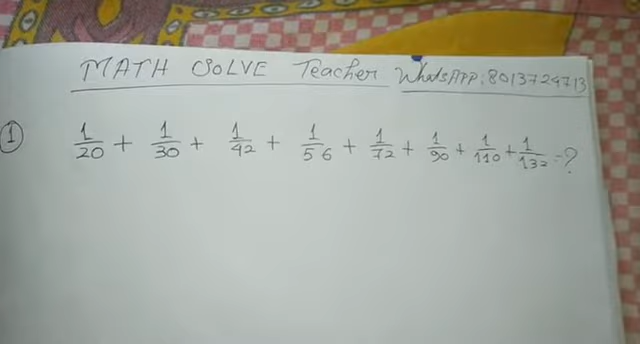 MATH SOLVE Teacher WhatsAPP: 8013724713
① 1/20 + 1/30 + 1/42 + 1/56 + 1/72 + 1/90 + 1/110 + 1/132 = ?